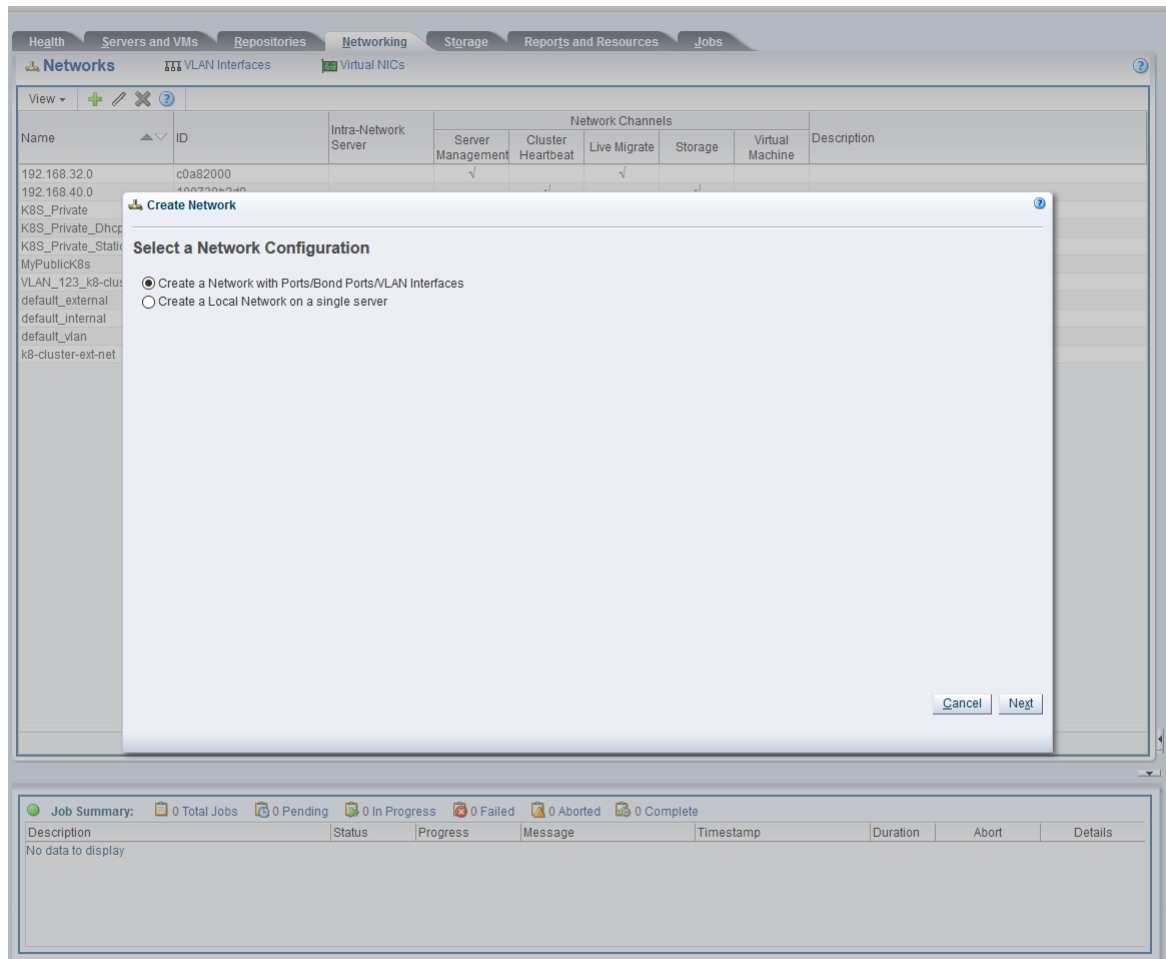 Health Servers and VMs Repositories Networking Storage Reports and Resources Jobs
Networks VLAN Interfaces Virtual NICs
View
Network Channels
Name ID Intra-Network Server Server Management Cluster Heartbeat Live Migrate Storage Virtual Machine Description
192.168.32.0 c0a82000 √ √
192.168.40.0
K8S_Private
K8S_Private_Dhcp
K8S_Private_Static
MyPublicK8s
VLAN_123_k8-clus
default_external
default_internal
default_vlan
k8-cluster-ext-net
Create Network
Select a Network Configuration
Create a Network with Ports/Bond Ports/VLAN Interfaces
Create a Local Network on a single server
Cancel Next
Job Summary: 0 Total Jobs 0 Pending 0 In Progress 0 Failed 0 Aborted 0 Complete
Description Status Progress Message Timestamp Duration Abort Details
No data to display